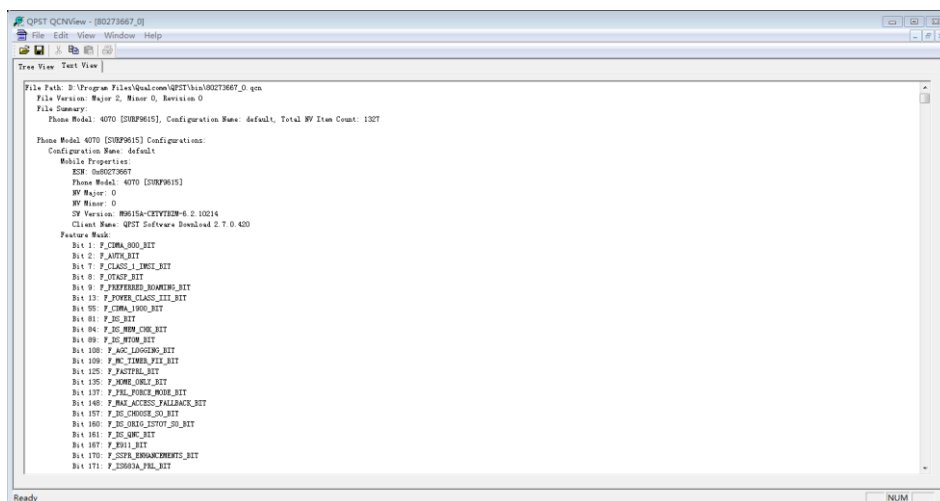 QPST QCNView - [80273667_0]
File Edit View Window Help
Tree View Text View
File Path: D:\Program Files\Qualcomm\QPST\bin\80273667_0.qcn
File Version: Major 2, Minor 0, Revision 0
File Summary:
Phone Model: 4070 [SURF9615], Configuration Name: default, Total NV Item Count: 1327
Phone Model 4070 [SURF9615] Configurations:
Configuration Name: default
Mobile Properties:
ESN: 0x80273667
Phone Model: 4070 [SURF9615]
NV Major: 0
NV Minor: 0
SW Version: M9615A-CETWTBZM-6.2.10214
Client Name: QPST Software Download 2.7.0.420
Feature Mask:
Bit 1: F_CDMA_800_BIT
Bit 2: F_AUTH_BIT
Bit 7: F_CLASS_1_IMSI_BIT
Bit 8: F_OTASP_BIT
Bit 9: F_PREFERRED_ROAMING_BIT
Bit 13: F_POWER_CLASS_III_BIT
Bit 55: F_CDMA_1900_BIT
Bit 81: F_DS_BIT
Bit 84: F_DS_MEM_CHK_BIT
Bit 89: F_DS_MTOM_BIT
Bit 108: F_AGC_LOGGING_BIT
Bit 109: F_MC_TIMER_FIX_BIT
Bit 125: F_FASTPRL_BIT
Bit 135: F_HOME_ONLY_BIT
Bit 137: F_PRL_FORCE_MODE_BIT
Bit 148: F_MAX_ACCESS_FALLBACK_BIT
Bit 157: F_DS_CHOOSE_SO_BIT
Bit 160: F_DS_ORIG_IS707_SO_BIT
Bit 161: F_DS_QNC_BIT
Bit 167: F_E911_BIT
Bit 170: F_SSPR_ENHANCEMENTS_BIT
Bit 171: F_IS683A_PRL_BIT
Ready NUM